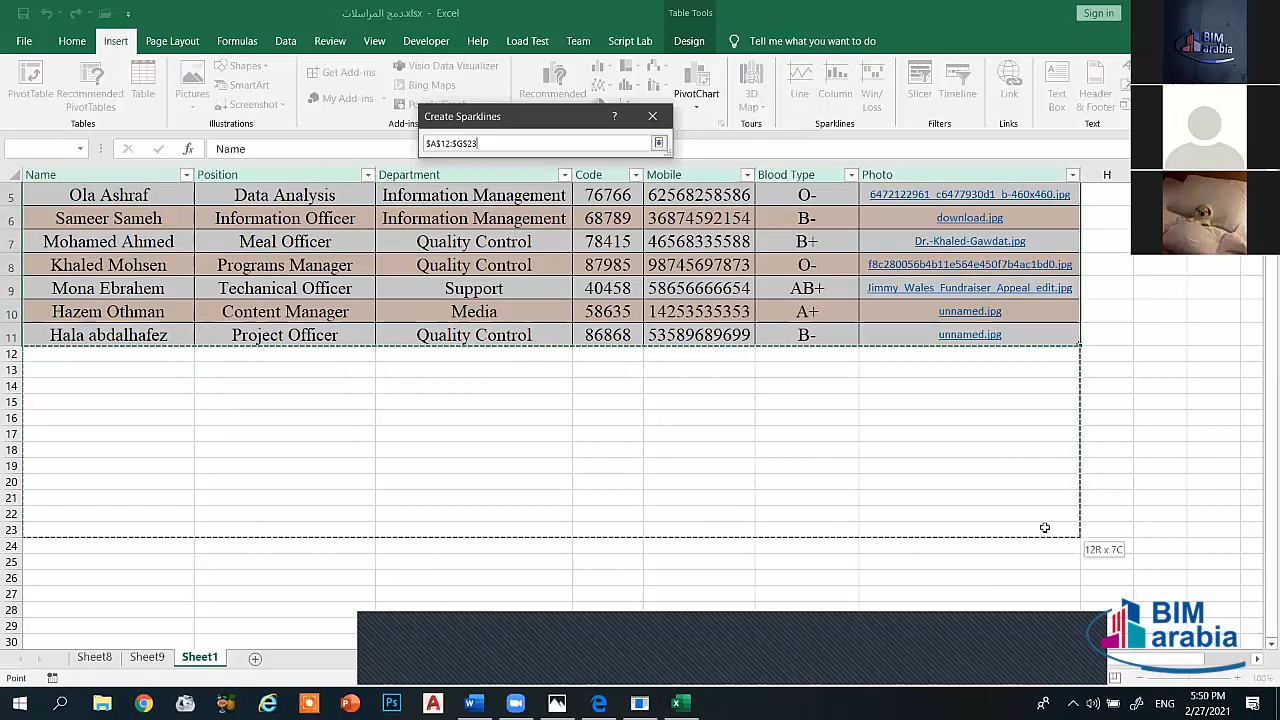 دمج المراسلات.xlsx - Excel
Table Tools
Sign in
File Home Insert Page Layout Formulas Data Review View Developer Help Load Test Team Script Lab Design Tell me what you want to do
PivotTable Recommended PivotTables Table
Tables
Pictures Shapes SmartArt Screenshot
Illustrations
Get Add-ins
My Add-ins
Visio Data Visualizer
Bing Maps
People Graph
Add-ins
Recommended
PivotChart
3D Map
Tours
Line Column Win/Loss
Sparklines
Slicer Timeline
Filters
Link
Links
Text Box
Header & Footer
Create Sparklines ?
$A$12:$G$23
Name
Name Position Department Code Mobile Blood Type Photo H
5 Ola Ashraf Data Analysis Information Management 76766 62568258586 O- 6472122961_c6477930d1_b-460x460.jpg
6 Sameer Sameh Information Officer Information Management 68789 36874592154 B- download.jpg
7 Mohamed Ahmed Meal Officer Quality Control 78415 46568335588 B+ Dr.-Khaled-Gawdat.jpg
8 Khaled Mohsen Programs Manager Quality Control 87985 98745697873 O- f8c280056b4b11e564e450f7b4ac1bd0.jpg
9 Mona Ebrahem Techanical Officer Support 40458 58656666654 AB+ Jimmy_Wales_Fundraiser_Appeal_edit.jpg
10 Hazem Othman Content Manager Media 58635 14253535353 A+ unnamed.jpg
11 Hala abdalhafez Project Officer Quality Control 86868 53589689699 B- unnamed.jpg
12
13
14
15
16
17
18
19
20
21
22
23
12R x 7C
24
25
26
27
28
29
30
Sheet8 Sheet9 Sheet1
Point
100%
BIM
arabia
BIM
arabia
ENG
5:50 PM
2/27/2021